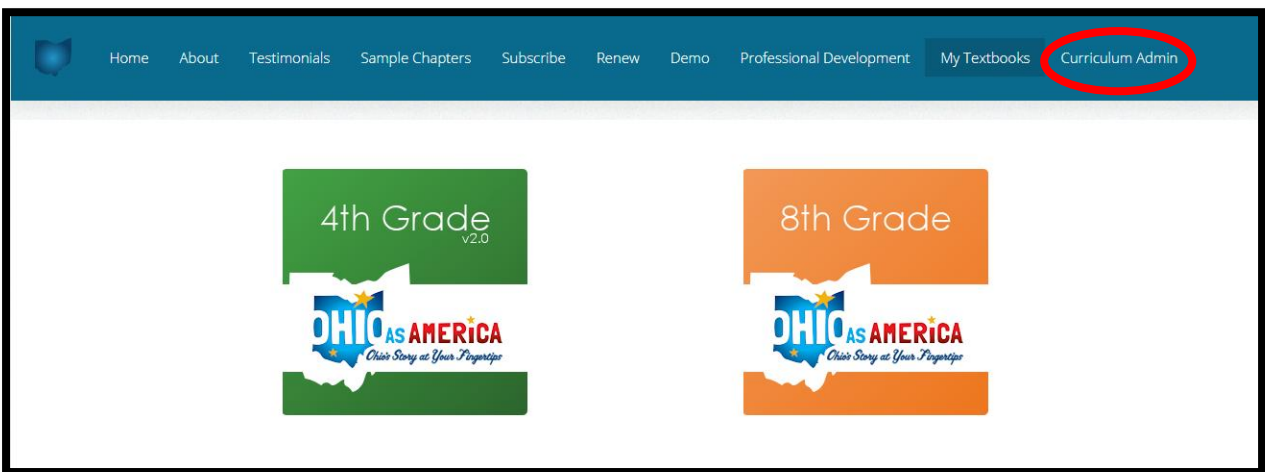 Home About Testimonials Sample Chapters Subscribe Renew Demo Professional Development My Textbooks Curriculum Admin
4th Grade
v2.0
OHIO AS AMERICA
Ohio's Story at Your Fingertips
8th Grade
OHIO AS AMERICA
Ohio's Story at Your Fingertips